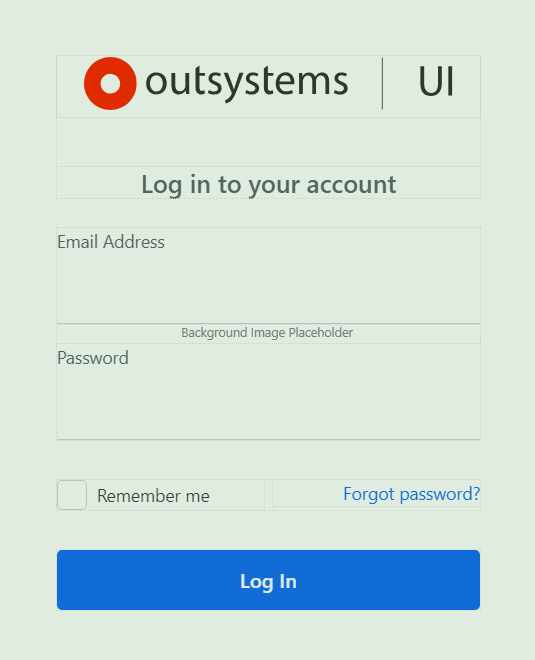 outsystems UI
Log in to your account
Email Address
Background Image Placeholder
Password
Remember me Forgot password?
Log In